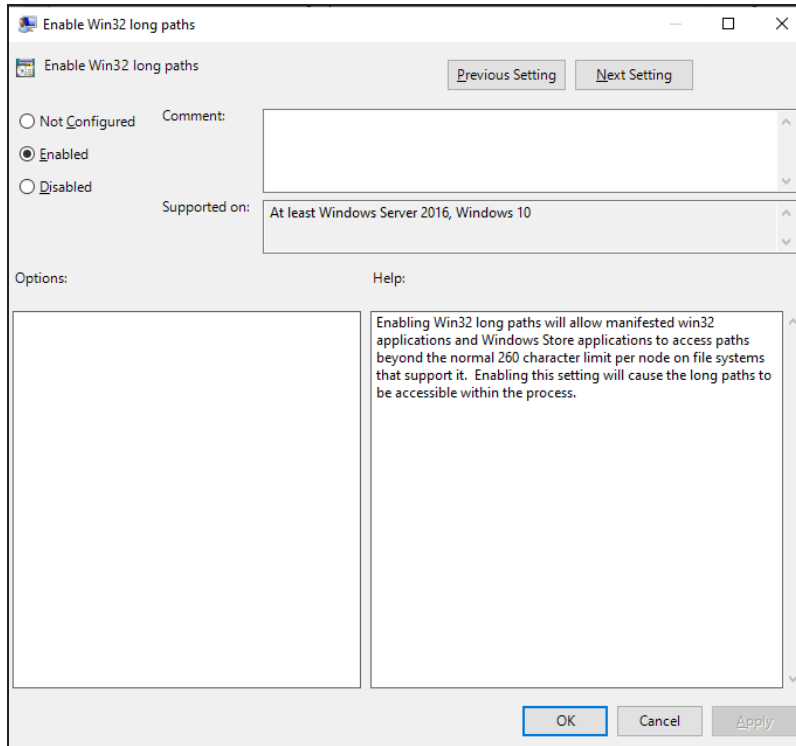 Enable Win32 long paths
Enable Win32 long paths
Previous Setting
Next Setting
Not Configured
Comment:
Enabled
Disabled
Supported on:
At least Windows Server 2016, Windows 10
Options:
Help:
Enabling Win32 long paths will allow manifested win32
applications and Windows Store applications to access paths
beyond the normal 260 character limit per node on file systems
that support it.  Enabling this setting will cause the long paths to
be accessible within the process.
OK
Cancel
Apply